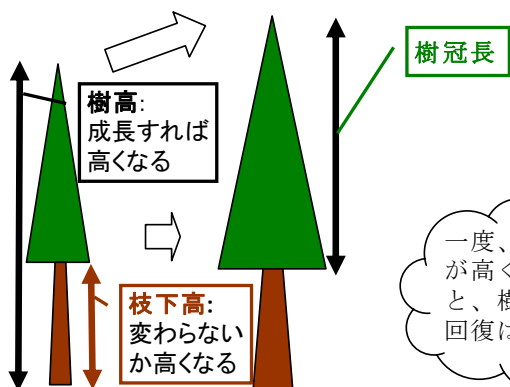 樹高:
成長すれば
高くなる
樹冠長
枝下高:
変わらない
か高くなる
一度、
が高く
と、樹
回復は